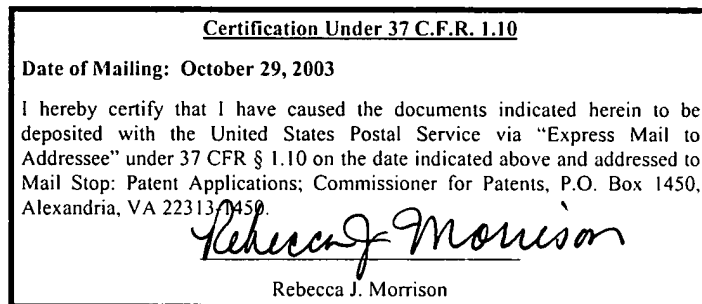 Certification Under 37 C.F.R. 1.10
Date of Mailing: October 29, 2003
I hereby certify that I have caused the documents indicated herein to be
deposited with the United States Postal Service via "Express Mail to
Addressee" under 37 CFR § 1.10 on the date indicated above and addressed to
Mail Stop: Patent Applications; Commissioner for Patents, P.O. Box 1450,
Alexandria, VA 22313-1450.
Rebecca J Morrison
Rebecca J. Morrison